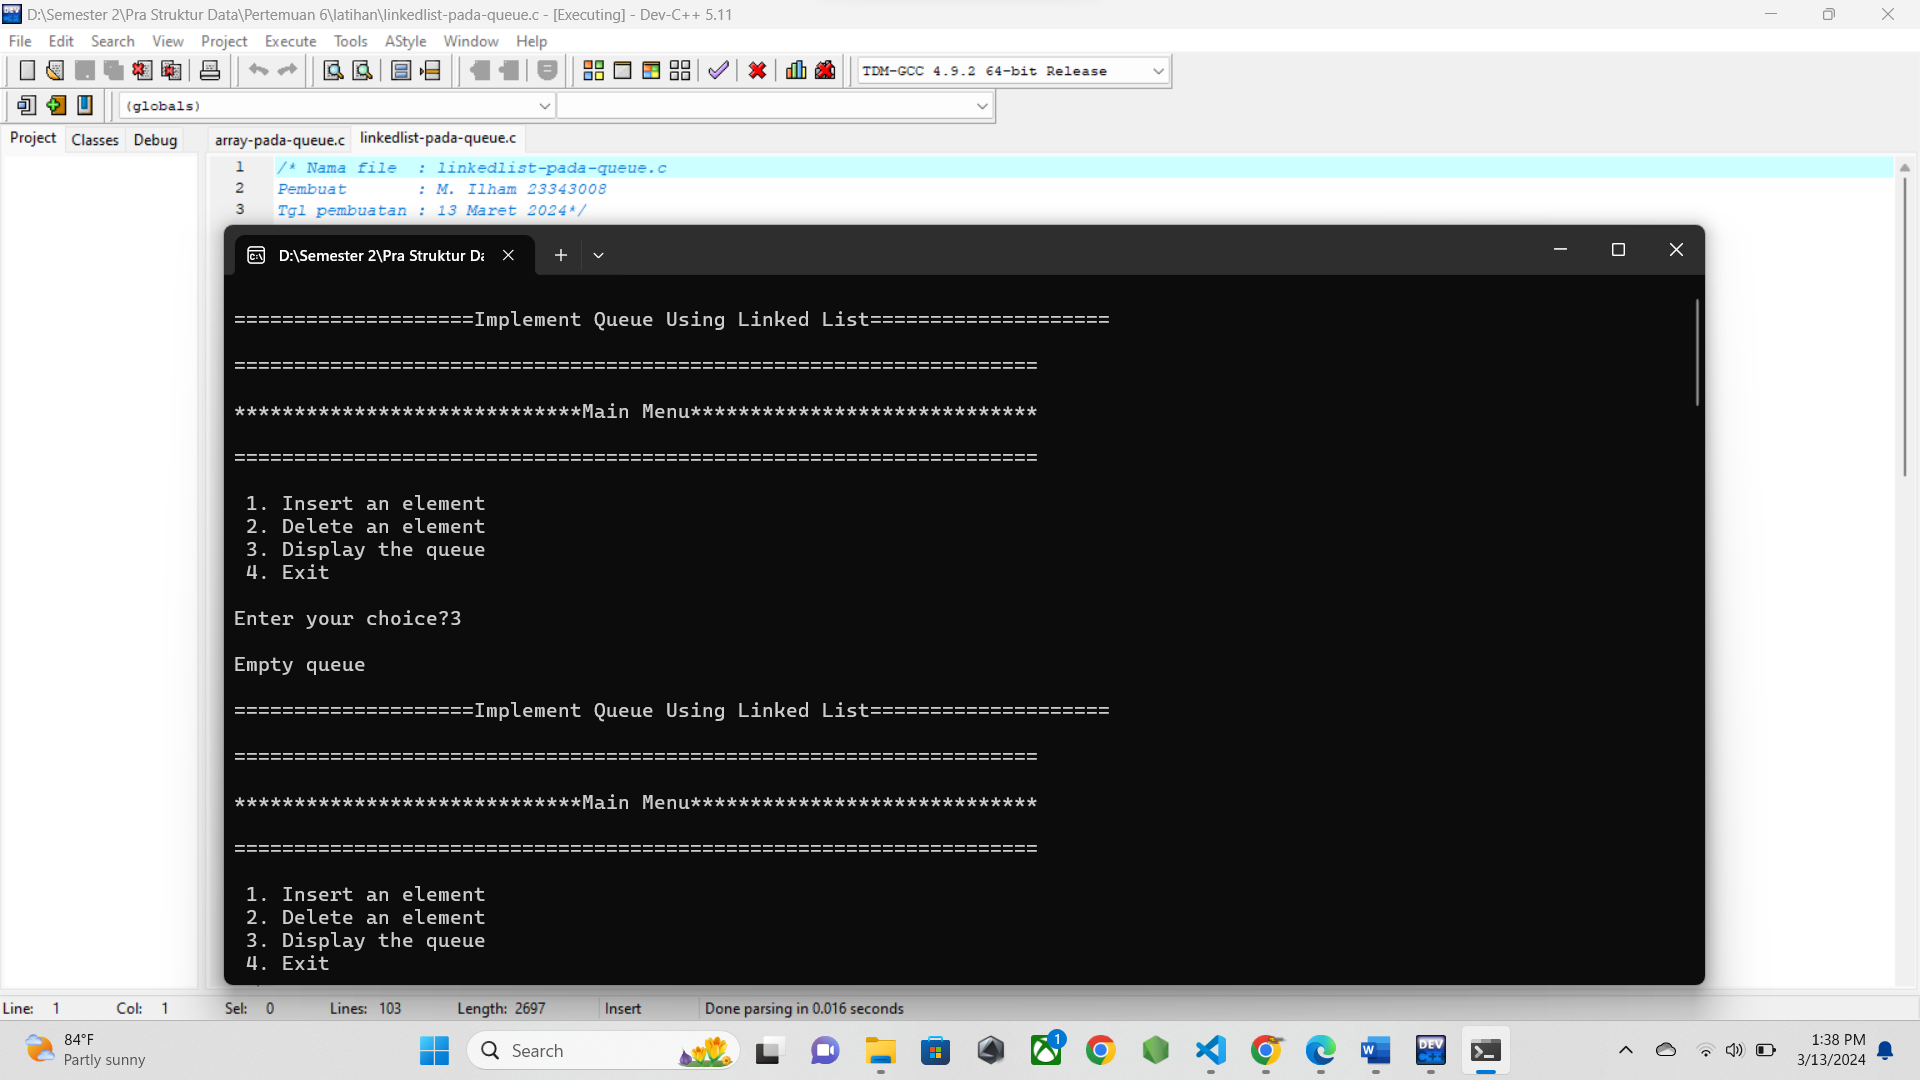 D:\Semester 2\Pra Struktur Data\Pertemuan 6\latihan\linkedlist-pada-queue.c - [Executing] - Dev-C++ 5.11
File Edit Search View Project Execute Tools AStyle Window Help
TDM-GCC 4.9.2 64-bit Release
(globals)
Project Classes Debug
array-pada-queue.c linkedlist-pada-queue.c
1 /* Nama file : linkedlist-pada-queue.c
2 Pembuat : M. Ilham 23343008
3 Tgl pembuatan : 13 Maret 2024*/
D:\Semester 2\Pra Struktur Da
====================Implement Queue Using Linked List====================
===================================================================
*****************************Main Menu*****************************
===================================================================
1. Insert an element
2. Delete an element
3. Display the queue
4. Exit
Enter your choice?3
Empty queue
====================Implement Queue Using Linked List====================
===================================================================
*****************************Main Menu*****************************
===================================================================
1. Insert an element
2. Delete an element
3. Display the queue
4. Exit
Line: 1 Col: 1 Sel: 0 Lines: 103 Length: 2697 Insert Done parsing in 0.016 seconds
84°F
Partly sunny
Search
1
DEV
C++
1:38 PM
3/13/2024